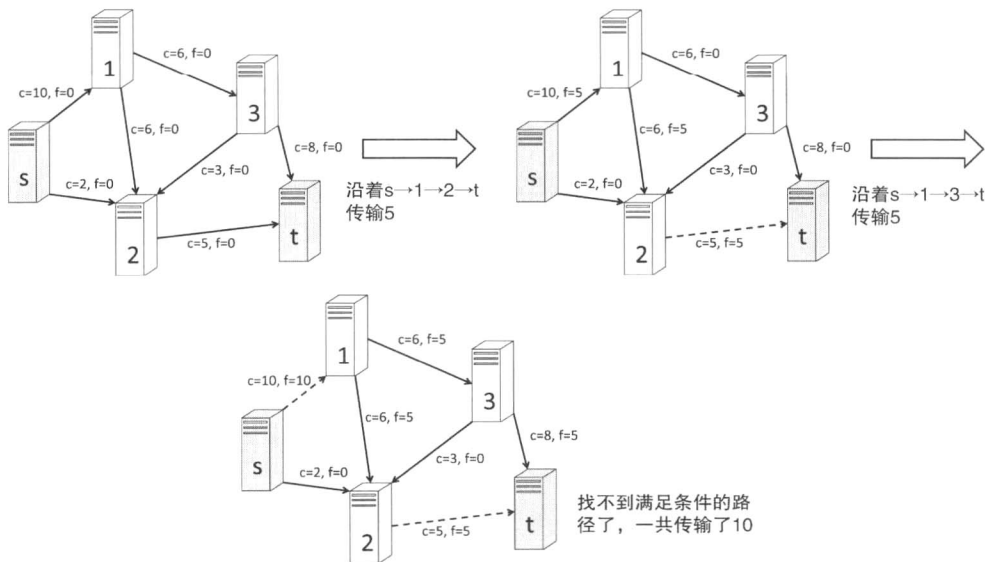 1
c=6, f=0
3
c=10, f=0
c=6, f=0
c=8, f=0
s
c=3, f=0
c=2, f=0
2
c=5, f=0
t
沿着s→1→2→t
传输5
1
c=6, f=0
3
c=10, f=5
c=6, f=5
c=8, f=0
s
c=3, f=0
c=2, f=0
2
c=5, f=5
t
沿着s→1→3→t
传输5
1
c=6, f=5
3
c=10, f=10
c=6, f=5
c=8, f=5
s
c=3, f=0
c=2, f=0
2
c=5, f=5
t
找不到满足条件的路
径了，一共传输了10